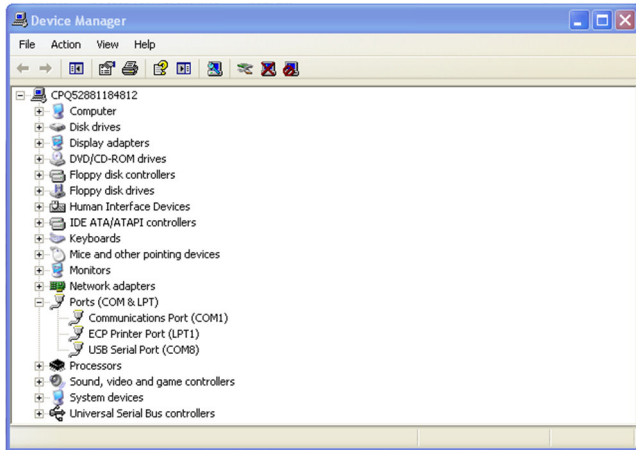 Device Manager
File Action View Help
CPQ52881184812
Computer
Disk drives
Display adapters
DVD/CD-ROM drives
Floppy disk controllers
Floppy disk drives
Human Interface Devices
IDE ATA/ATAPI controllers
Keyboards
Mice and other pointing devices
Monitors
Network adapters
Ports (COM & LPT)
Communications Port (COM1)
ECP Printer Port (LPT1)
USB Serial Port (COM8)
Processors
Sound, video and game controllers
System devices
Universal Serial Bus controllers